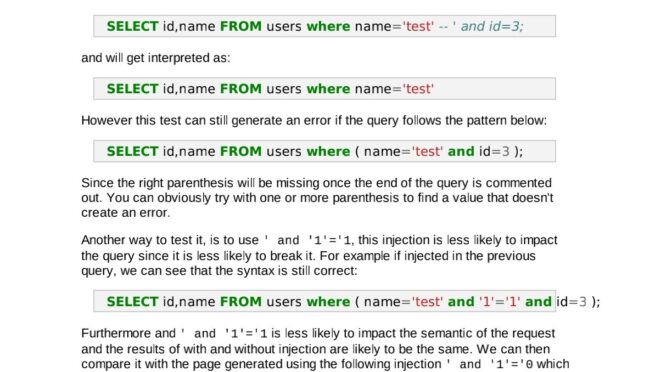 SELECT id,name FROM users where name='test' -- ' and id=3;
and will get interpreted as:
SELECT id,name FROM users where name='test'
However this test can still generate an error if the query follows the pattern below:
SELECT id,name FROM users where ( name='test' and id=3 );
Since the right parenthesis will be missing once the end of the query is commented
out. You can obviously try with one or more parenthesis to find a value that doesn't
create an error.
Another way to test it, is to use ' and '1'='1, this injection is less likely to impact
the query since it is less likely to break it. For example if injected in the previous
query, we can see that the syntax is still correct:
SELECT id,name FROM users where ( name='test' and '1'='1' and id=3 );
Furthermore and ' and '1'='1 is less likely to impact the semantic of the request
and the results of with and without injection are likely to be the same. We can then
compare it with the page generated using the following injection ' and '1'='0 which